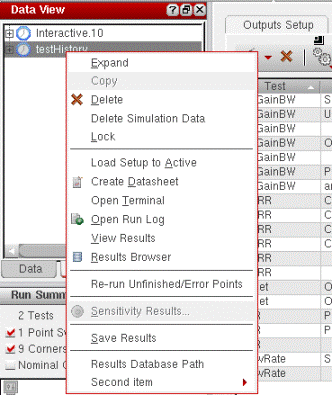 Data View
Outputs Setup
Interactive.10
testHistory
Expand
Copy
Delete
Delete Simulation Data
Lock
Load Setup to Active
Create Datasheet
Open Terminal
Open Run Log
View Results
Results Browser
Re-run Unfinished/Error Points
Sensitivity Results...
Save Results
Results Database Path
Second item
Test
GainBW S
GainBW U
GainBW
GainBW O
GainBW
GainBW P
GainBW ar
RR C
RR C
RR
RR
RR
et O
et O
R P
R P
wRate S
wRate
Data
Run Summ
2 Tests
1 Point Sw
9 Corners
Nominal C